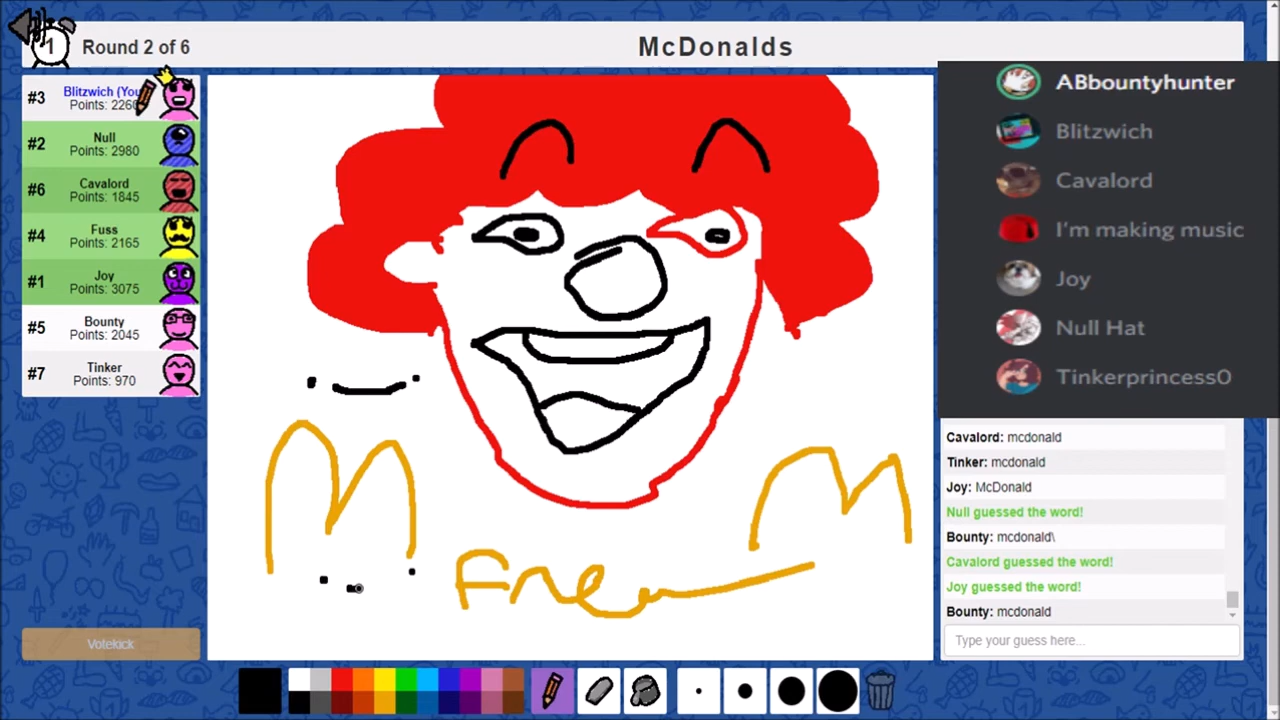 1
Round 2 of 6
McDonalds
#3
Blitzwich (You
Points: 2260
#2
Null
Points: 2980
#6
Cavalord
Points: 1845
#4
Fuss
Points: 2165
#1
Joy
Points: 3075
#5
Bounty
Points: 2045
#7
Tinker
Points: 970
Votekick
M
M
ABbountyhunter
Blitzwich
Cavalord
I'm making music
Joy
Null Hat
Tinkerprincess0
Cavalord: mcdonald
Tinker: mcdonald
Joy: McDonald
Null guessed the word!
Bounty: mcdonald\
Cavalord guessed the word!
Joy guessed the word!
Bounty: mcdonald
Type your guess here...